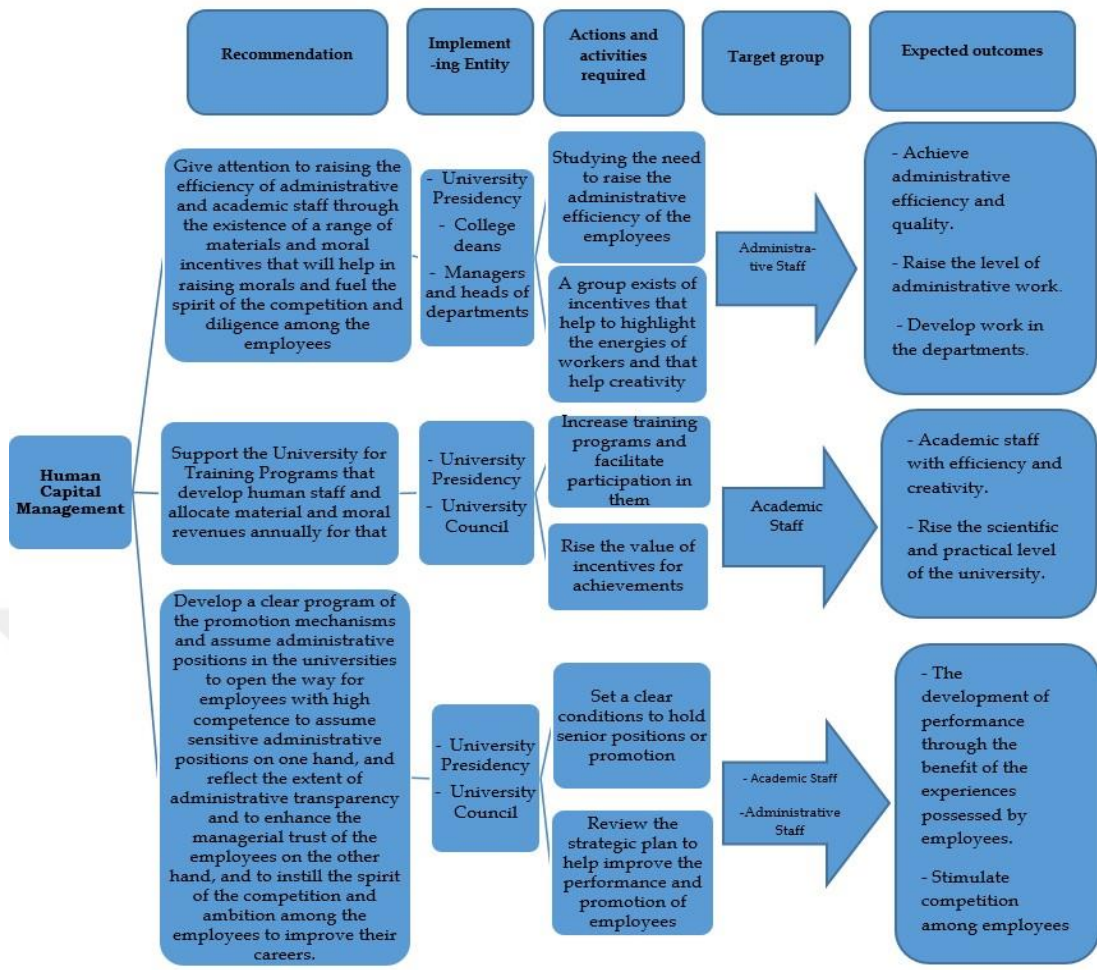 Recommendation
Implement
-ing Entity
Actions and
activities
required
Target group
Expected outcomes
Human
Capital
Management
Give attention to raising the
efficiency of administrative
and academic staff through
the existence of a range of
materials and moral
incentives that will help in
raising morals and fuel the
spirit of the competition and
diligence among the
employees
- University
Presidency
- College
deans
- Managers
and heads of
departments
Studying the need
to raise the
administrative
efficiency of the
employees
A group exists of
incentives that
help to highlight
the energies of
workers and that
help creativity
Administra-
tive Staff
- Achieve
administrative
efficiency and
quality.
- Raise the level of
administrative work.
- Develop work in
the departments.
Support the University for
Training Programs that
develop human staff and
allocate material and moral
revenues annually for that
- University
Presidency
- University
Council
Increase training
programs and
facilitate
participation in
them
Rise the value of
incentives for
achievements
Academic
Staff
- Academic staff
with efficiency and
creativity.
- Rise the scientific
and practical level
of the university.
Develop a clear program of
the promotion mechanisms
and assume administrative
positions in the universities
to open the way for
employees with high
competence to assume
sensitive administrative
positions on one hand, and
reflect the extent of
administrative transparency
and to enhance the
managerial trust of the
employees on the other
hand, and to instill the spirit
of the competition and
ambition among the
employees to improve their
careers.
- University
Presidency
- University
Council
Set a clear
conditions to hold
senior positions or
promotion
Review the
strategic plan to
help improve the
performance and
promotion of
employees
- Academic Staff
-Administrative
Staff
- The
development of
performance
through the
benefit of the
experiences
possessed by
employees.
- Stimulate
competition
among employees